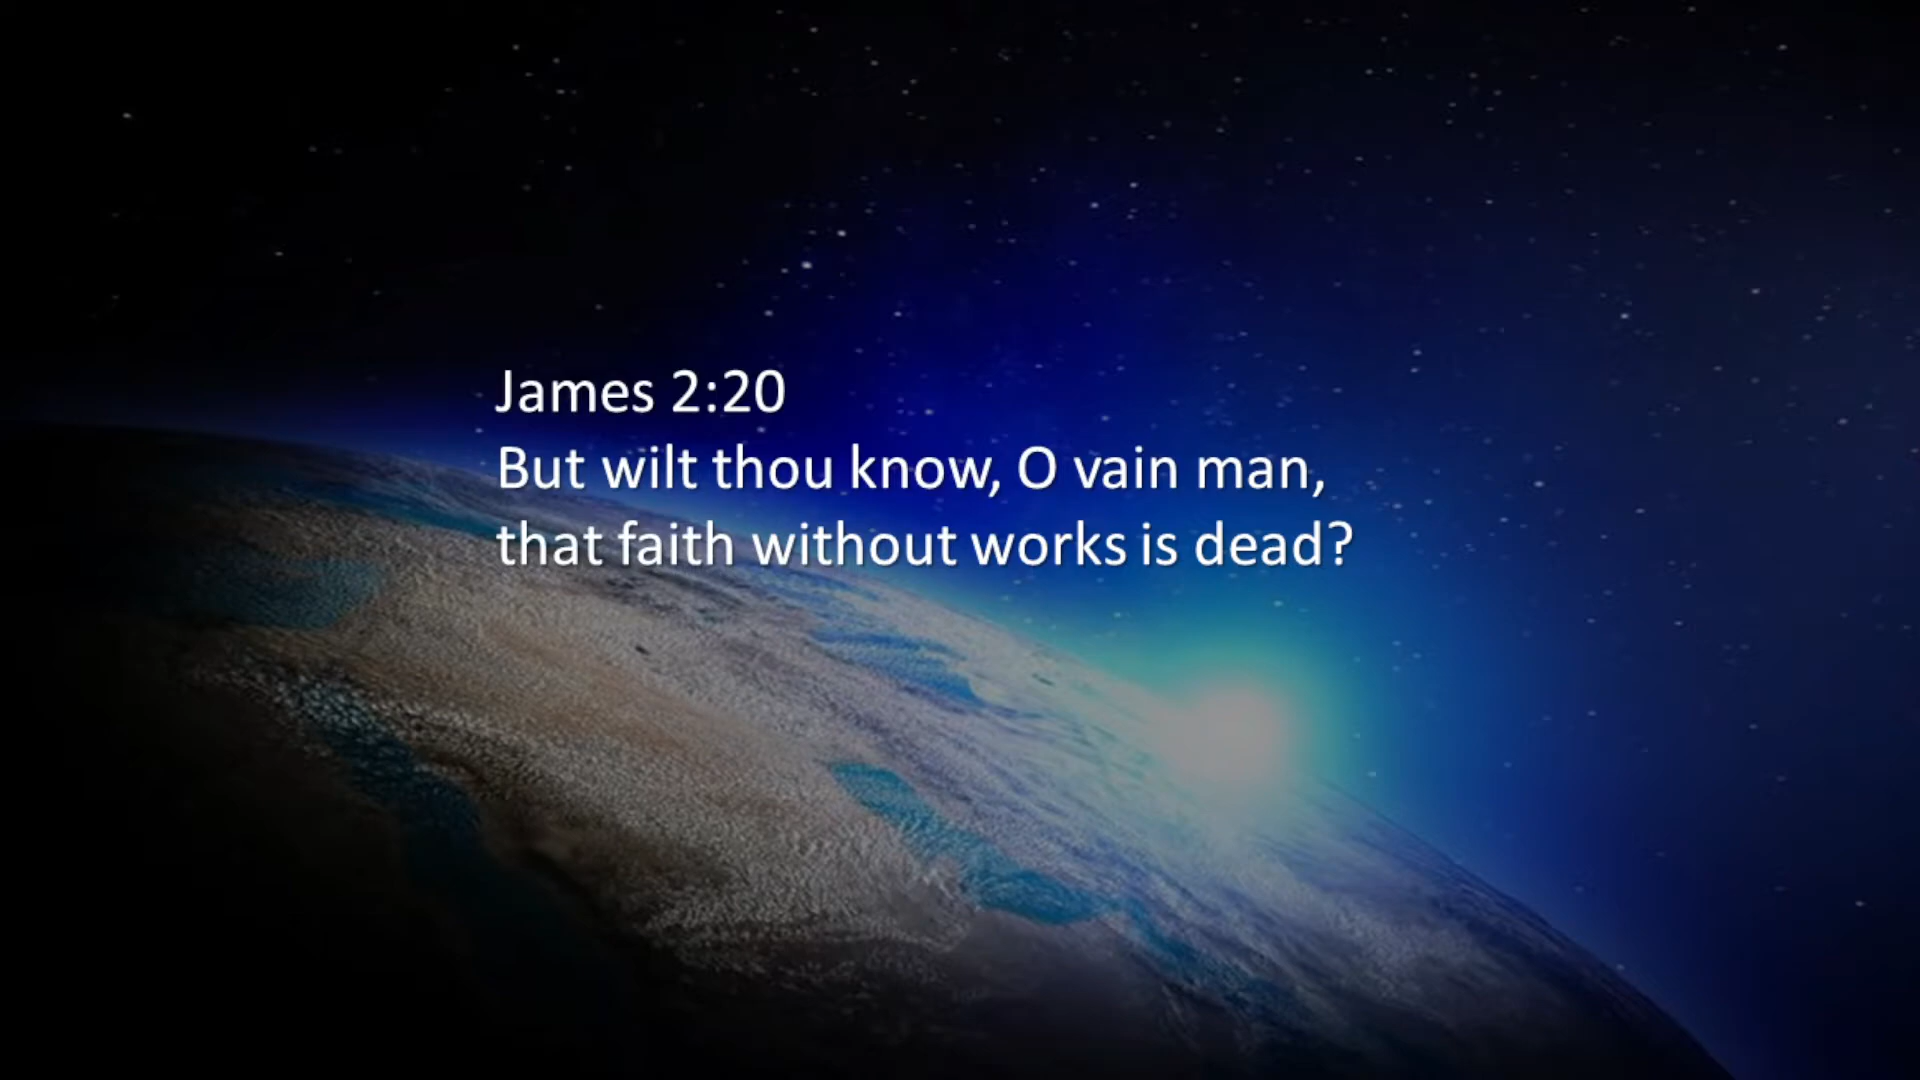 James 2:20
But wilt thou know, O vain man,
that faith without works is dead?